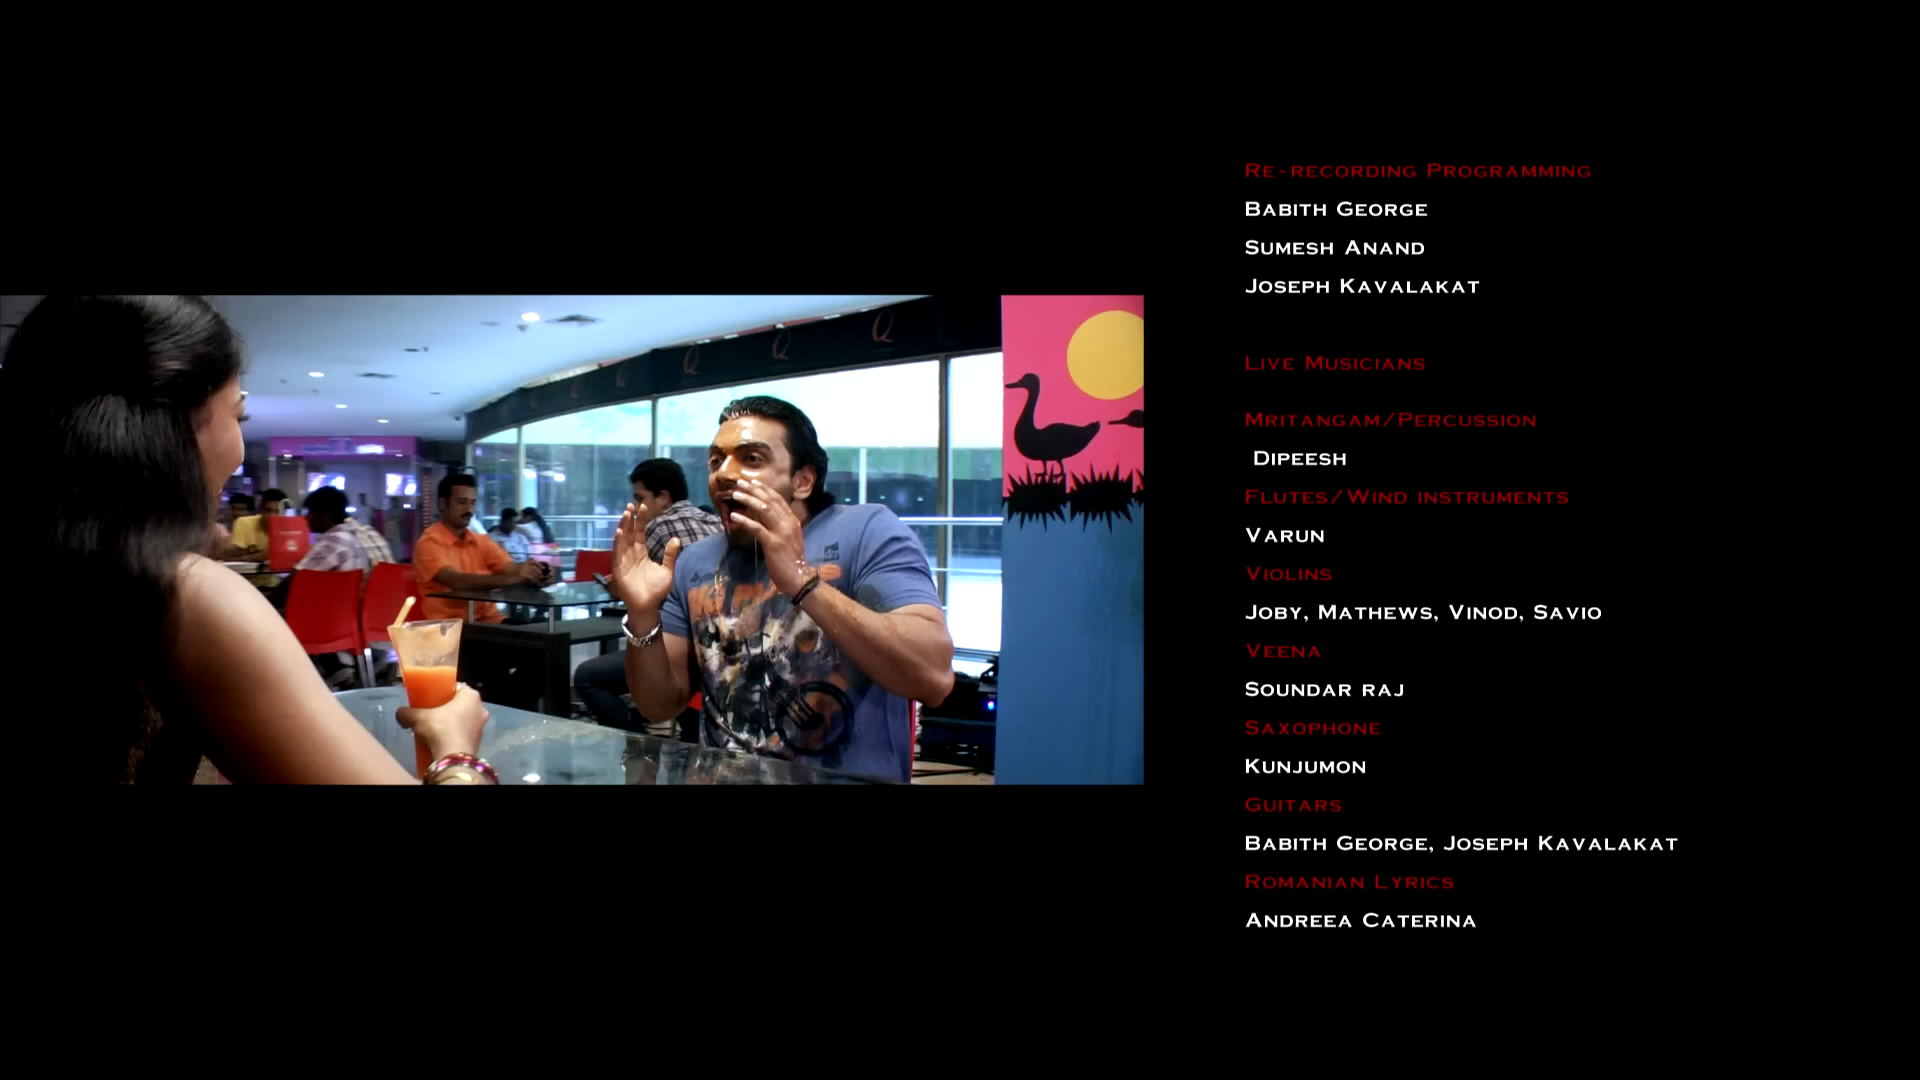 Re-recording Programming
Babith George
Sumesh Anand
Joseph Kavalakat
Live Musicians
Mritangam/Percussion
Dipeesh
Flutes/Wind instruments
Varun
Violins
Joby, Mathews, Vinod, Savio
Veena
Soundar raj
Saxophone
Kunjumon
Guitars
Babith George, Joseph Kavalakat
Romanian Lyrics
Andreea Caterina
Q
Q
Q
Q